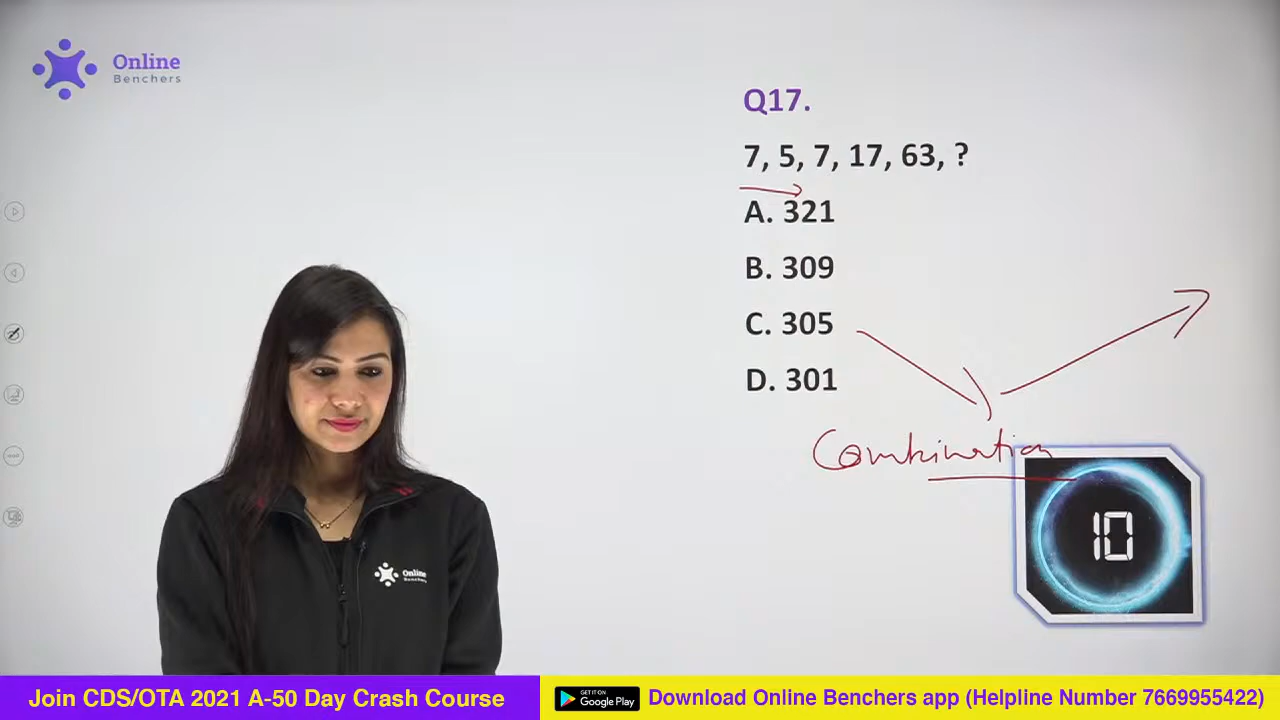 Online
Benchers
Q17.
7, 5, 7, 17, 63, ?
A. 321
B. 309
C. 305
D. 301
Combination
10
Online
Benchers
Join CDS/OTA 2021 A-50 Day Crash Course
GET IT ON
Google Play
Download Online Benchers app (Helpline Number 7669955422)